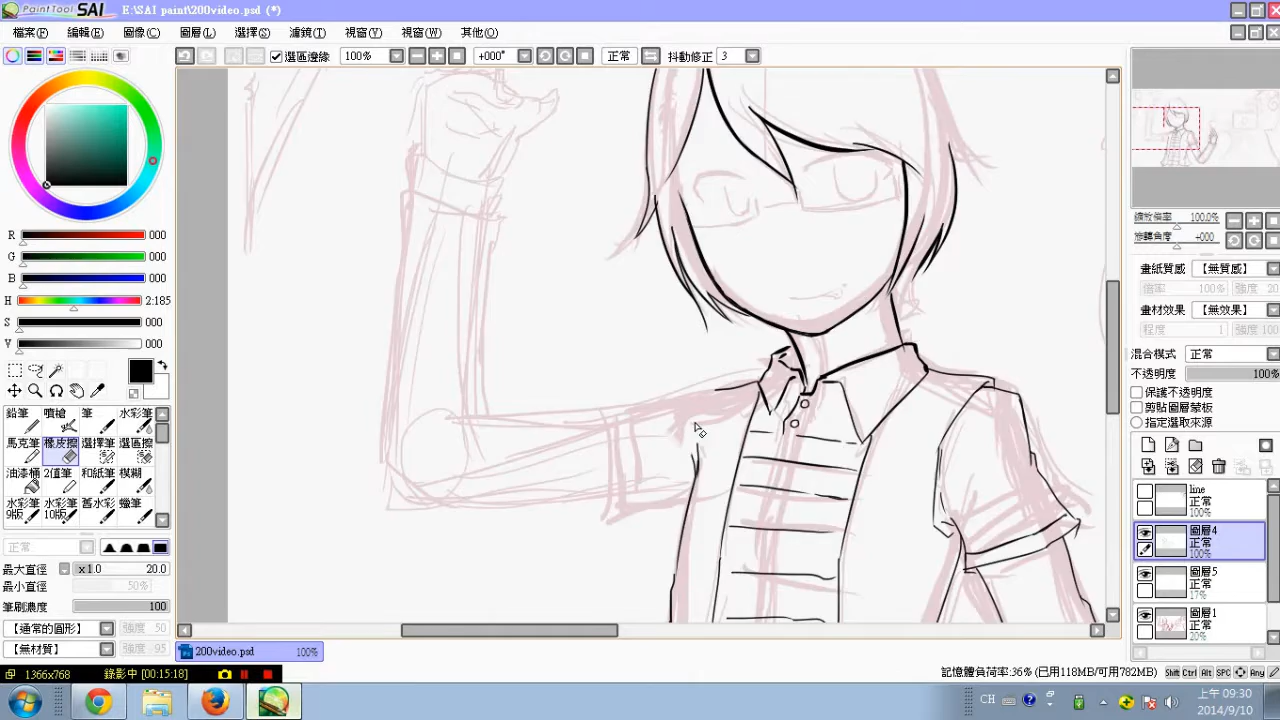 PaintTool SAI E:\SAI paint\200video.psd (*)
檔案(F) 編輯(E) 圖像(C) 圖層(L) 選擇(S) 濾鏡(T) 視窗(V) 視窗(W) 其他(O)
選區邊緣 100% +000° 正常 抖動修正 3
R 000
G 000
B 000
H 2:185
S 000
V 000
鉛筆 噴槍 筆 水彩筆
馬克筆 橡皮擦 選擇筆 選區擦
油漆桶 2值筆 和紙筆 模糊
水彩筆 水彩筆 舊水彩 蠟筆
9版 10版
正常
最大直徑 x1.0 20.0
最小直徑 50%
筆刷濃度 100
【通常的圓形】 強度 50
【無材質】 強度 95
縮放倍率 100.0%
旋轉角度 +000
畫紙質感 【無質感】
倍率 100% 強度 20
畫材效果 【無效果】
程度 1 強度 100
混合模式 正常
不透明度 100%
保護不透明度
剪貼圖層蒙板
指定選取來源
line
正常
100%
圖層4
正常
100%
圖層5
正常
17%
圖層1
正常
20%
200video.psd 100%
記憶體負荷率:36% (已用118MB/可用782MB)
Shift Ctrl Alt SPC Any
1366x768 錄影中 [00:15:18]
CH
上午 09:30
2014/9/10